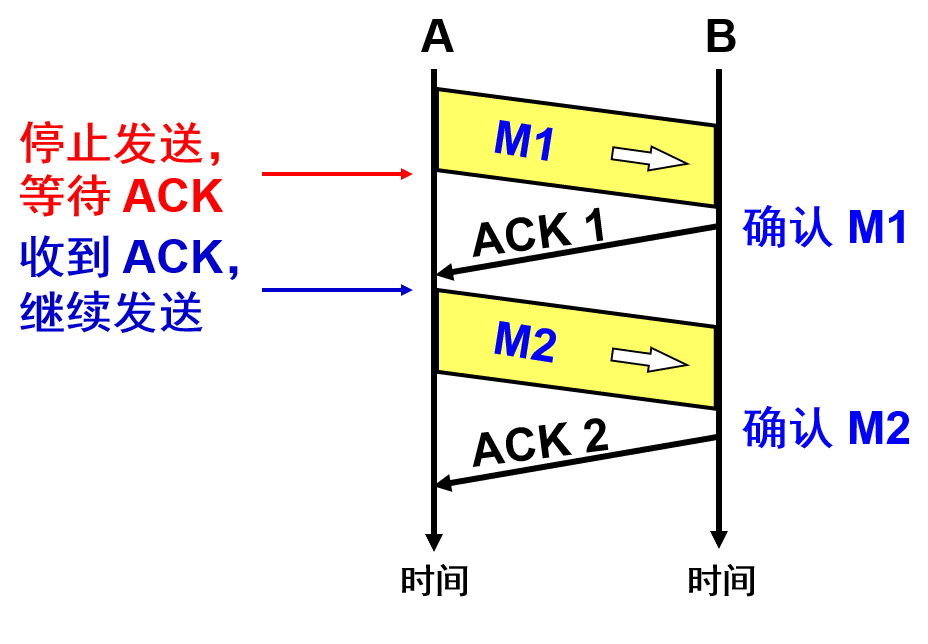 A
B
停止发送，
等待 ACK
收到 ACK，
继续发送
M1
ACK 1
确认 M1
M2
ACK 2
确认 M2
时间
时间